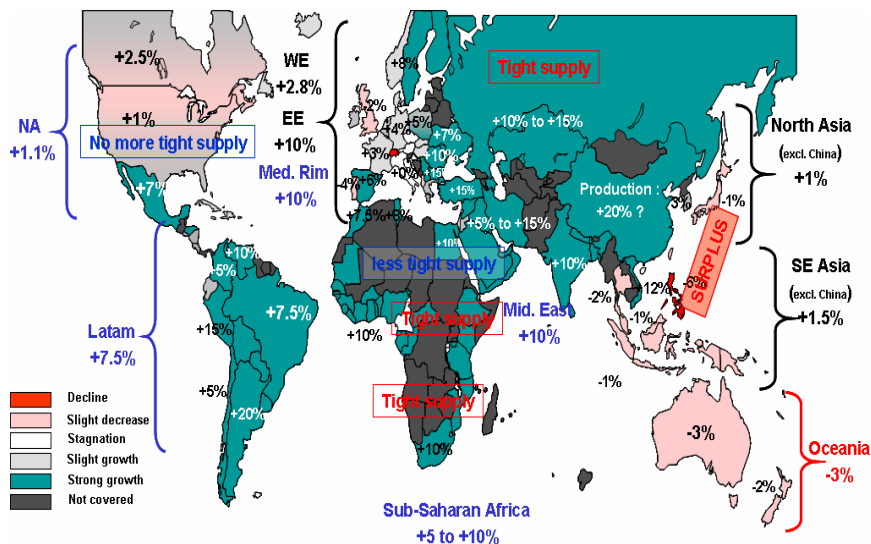 +2.5%
WE
+2.8%
+8%
Tight supply
-2%
NA
+1.1%
+1%
No more tight supply
EE
+10%
+4%
+5%
+7%
+10% to +15%
North Asia
(excl. China)
+1%
Med. Rim
+10%
+3%
+10%
+0%
+15%
-4%
+6%
+15%
Production :
+20% ?
-3%
-1%
+7%
+7.5%
+8%
+5% to +15%
+10%
less tight supply
+10%
SURPLUS
+10%
+5%
SE Asia
(excl. China)
+1.5%
-2%
+12%
-6%
-1%
+7.5%
Tight supply
Mid. East
+10%
Latam
+7.5%
+15%
+10%
-1%
+5%
+20%
Tight supply
+10%
-3%
Oceania
-3%
-2%
Decline
Slight decrease
Stagnation
Slight growth
Strong growth
Not covered
Sub-Saharan Africa
+5 to +10%